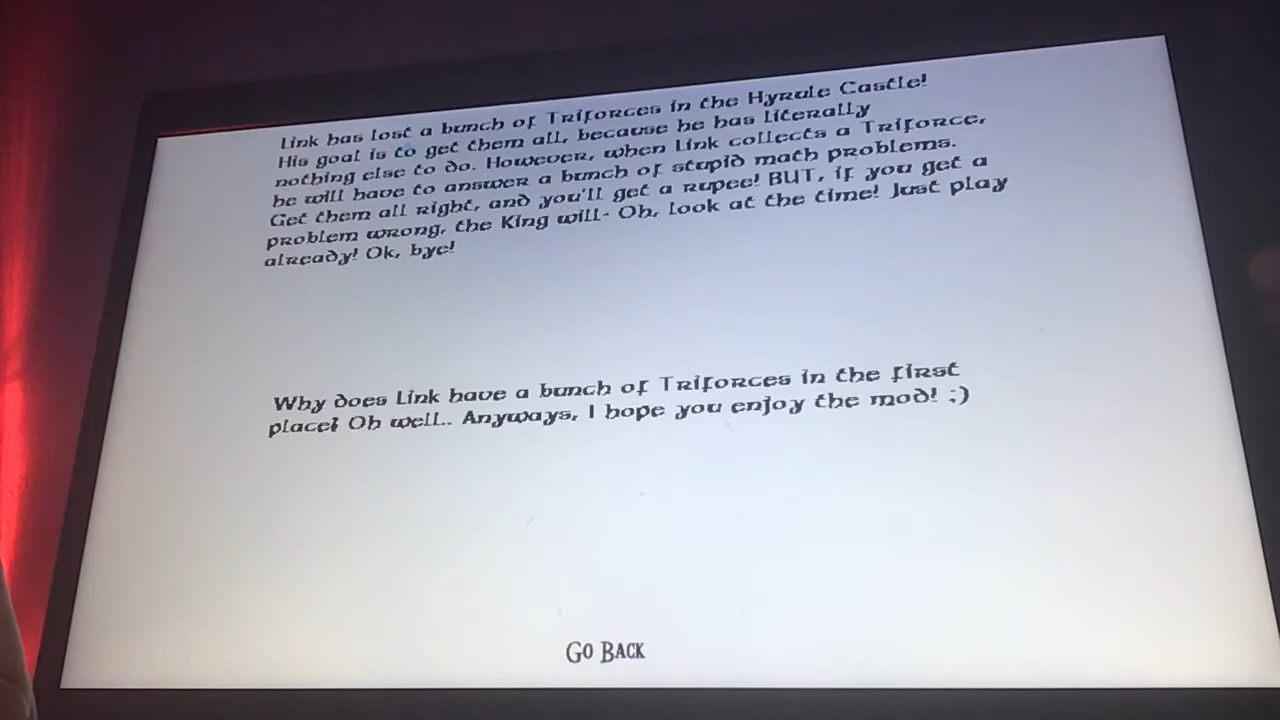 Link has lost a bunch of Triforces in the Hyrule Castle!
His goal is to get them all, because he has literally
nothing else to do. However, when Link collects a Triforce,
he will have to answer a bunch of stupid math problems.
Get them all right, and you'll get a rupee! BUT, if you get a
problem wrong, the King will- Oh, look at the time! Just play
already! Ok, bye!
Why does Link have a bunch of Triforces in the first
place? Oh well.. Anyways, I hope you enjoy the mod! ;)
Go Back